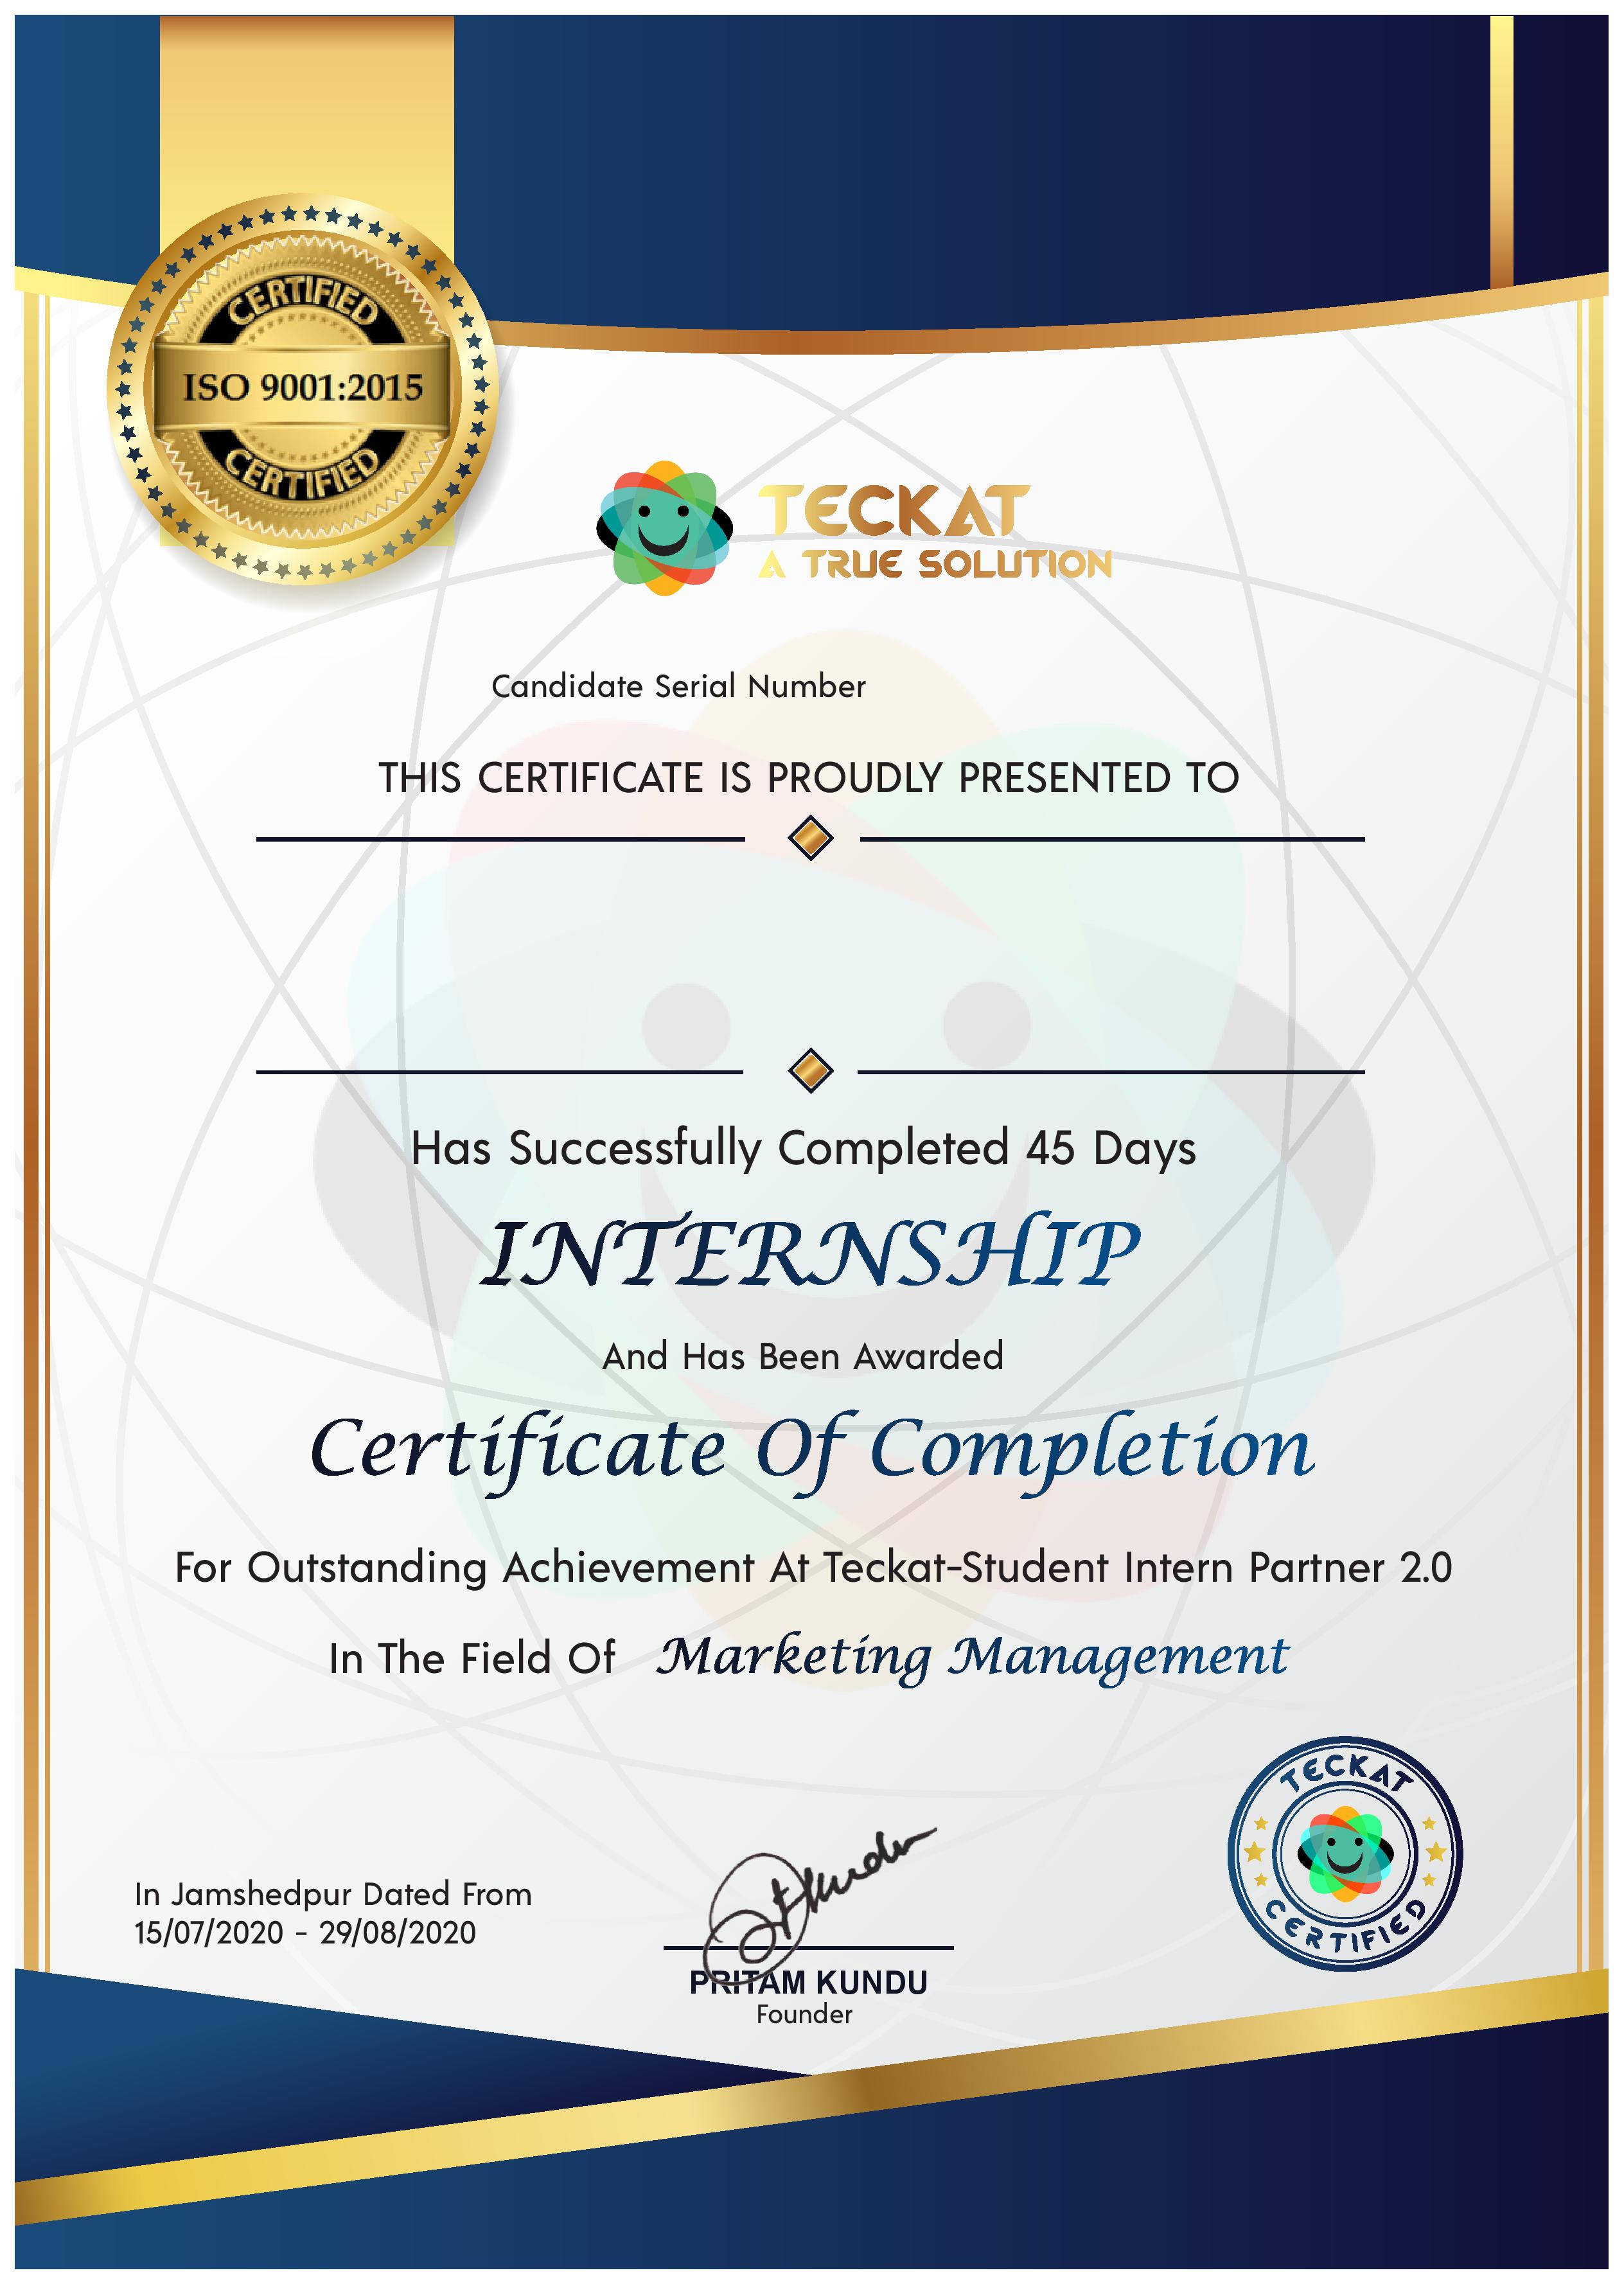 CERTIFIED
ISO 9001:2015
CERTIFIED
TECKAT
A TRUE SOLUTION
Candidate Serial Number
THIS CERTIFICATE IS PROUDLY PRESENTED TO
Has Successfully Completed 45 Days
INTERNSHIP
And Has Been Awarded
Certificate Of Completion
For Outstanding Achievement At Teckat-Student Intern Partner 2.0
In The Field Of Marketing Management
TECKAT
CERTIFIED
In Jamshedpur Dated From
15/07/2020 - 29/08/2020
PRITAM KUNDU
Founder